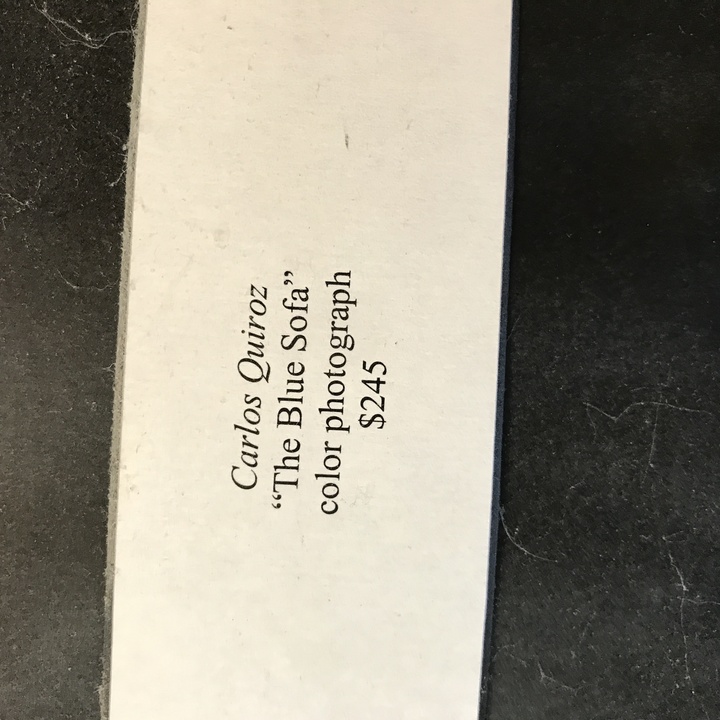 Carlos Quiroz
“The Blue Sofa”
color photograph
$245